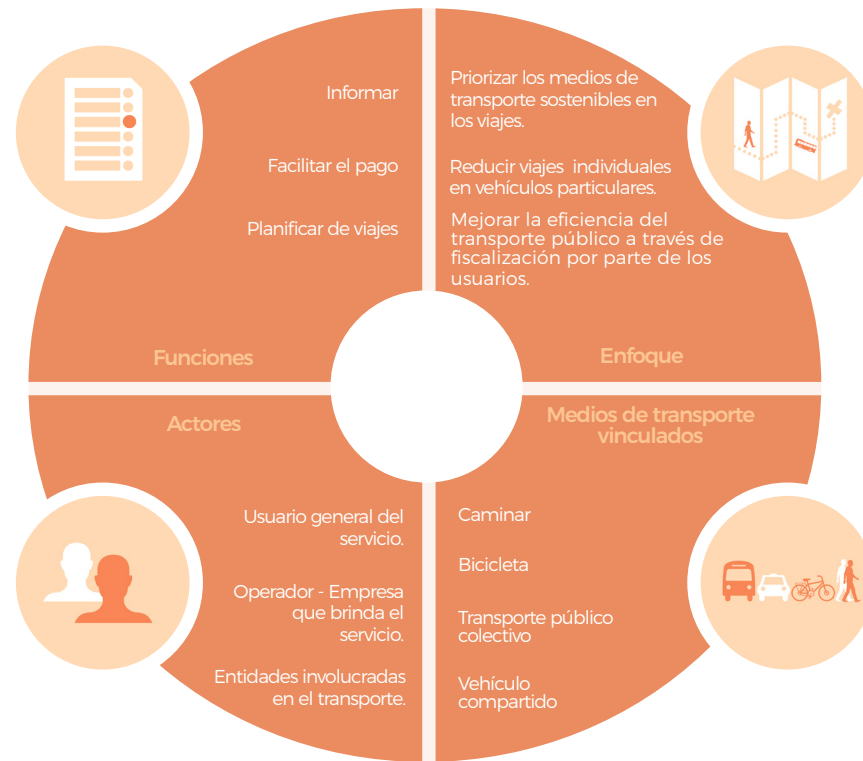 Informar
Facilitar el pago
Planificar de viajes
Funciones
Priorizar los medios de
transporte sostenibles en
los viajes.
Reducir viajes individuales
en vehículos particulares.
Mejorar la eficiencia del
transporte público a través de
fiscalización por parte de los
usuarios.
Enfoque
Actores
Usuario general del
servicio.
Operador - Empresa
que brinda el
servicio.
Entidades involucradas
en el transporte.
Medios de transporte
vinculados
Caminar
Bicicleta
Transporte público
colectivo
Vehículo
compartido